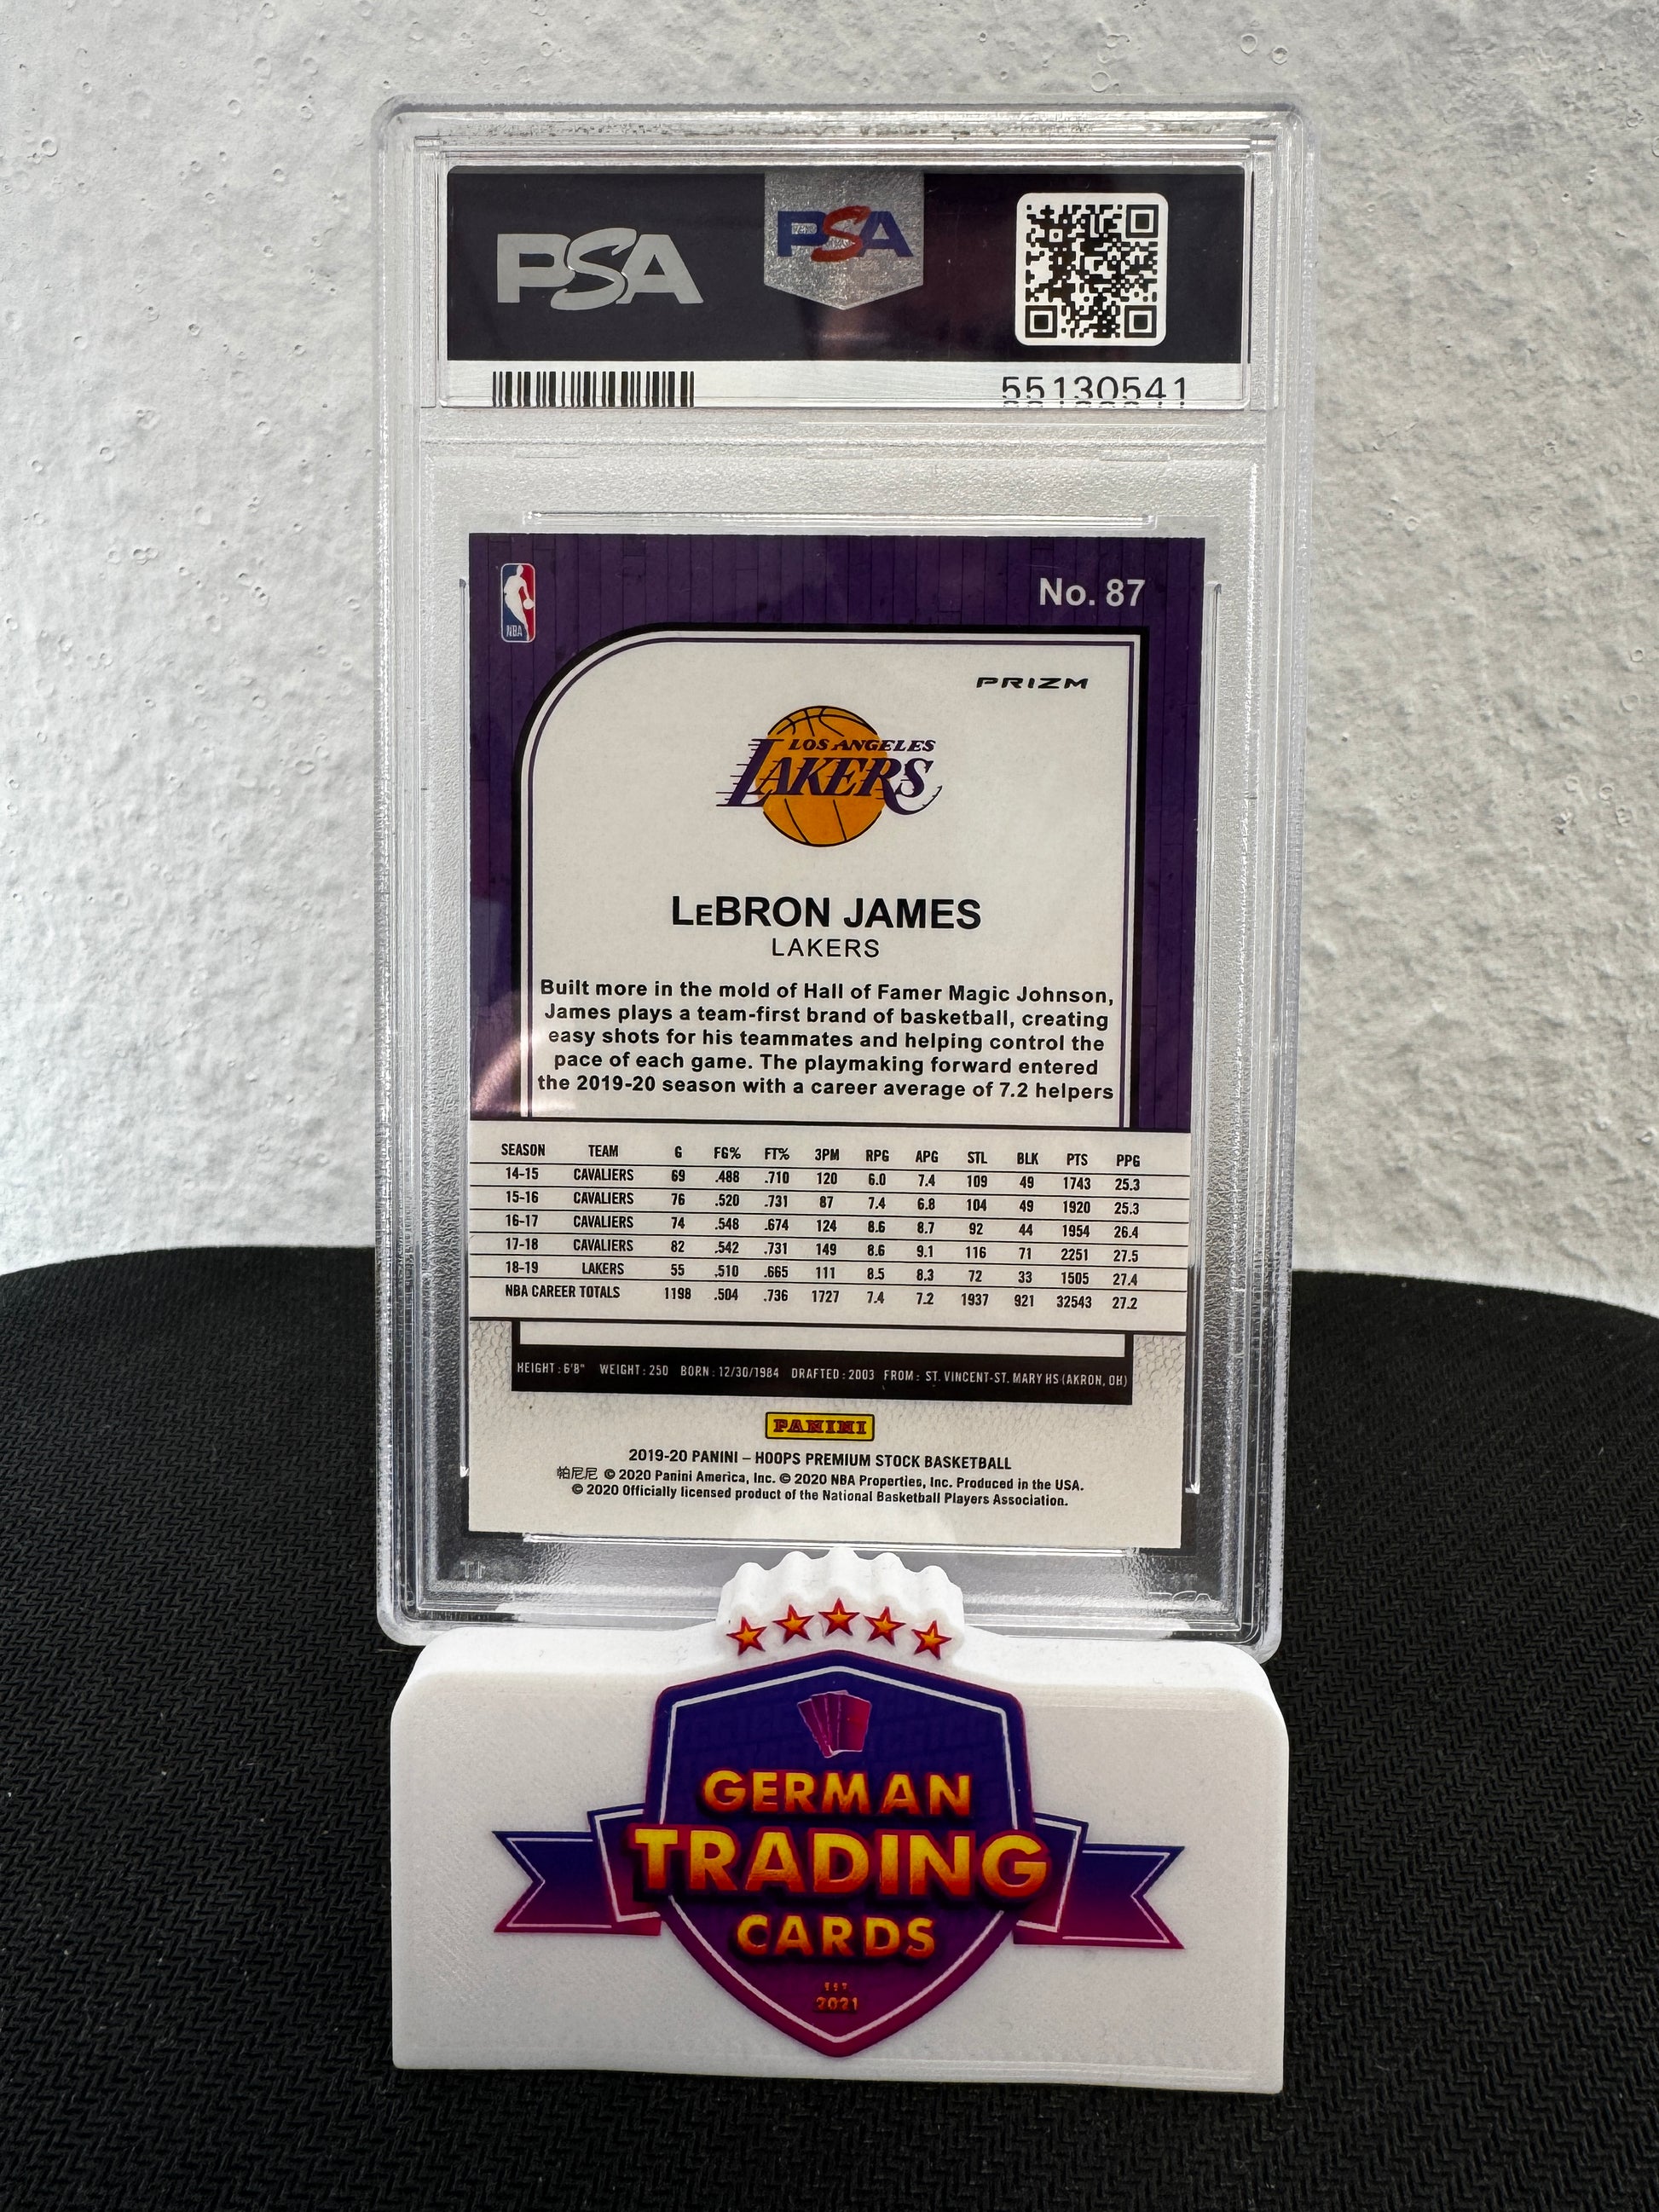 PSA
PSA
55130541
NBA
No. 87
PRIZM
LOS ANGELES
LAKERS
LeBRON JAMES
LAKERS
Built more in the mold of Hall of Famer Magic Johnson,
James plays a team-first brand of basketball, creating
easy shots for his teammates and helping control the
pace of each game. The playmaking forward entered
the 2019-20 season with a career average of 7.2 helpers
SEASON TEAM G FG% FT% 3PM RPG APG STL BLK PTS PPG
14-15 CAVALIERS 69 .488 .710 120 6.0 7.4 109 49 1743 25.3
15-16 CAVALIERS 76 .520 .731 87 7.4 6.8 104 49 1920 25.3
16-17 CAVALIERS 74 .548 .674 124 8.6 8.7 92 44 1954 26.4
17-18 CAVALIERS 82 .542 .731 149 8.6 9.1 116 71 2251 27.5
18-19 LAKERS 55 .510 .665 111 8.5 8.3 72 33 1505 27.4
NBA CAREER TOTALS 1198 .504 .736 1727 7.4 7.2 1937 921 32543 27.2
HEIGHT: 6'8" WEIGHT: 250 BORN: 12/30/1984 DRAFTED: 2003 FROM: ST. VINCENT-ST. MARY HS (AKRON, OH)
PANINI
2019-20 PANINI – HOOPS PREMIUM STOCK BASKETBALL
帕尼尼 © 2020 Panini America, Inc. © 2020 NBA Properties, Inc. Produced in the USA.
© 2020 Officially licensed product of the National Basketball Players Association.
GERMAN
TRADING
CARDS
EST
2021